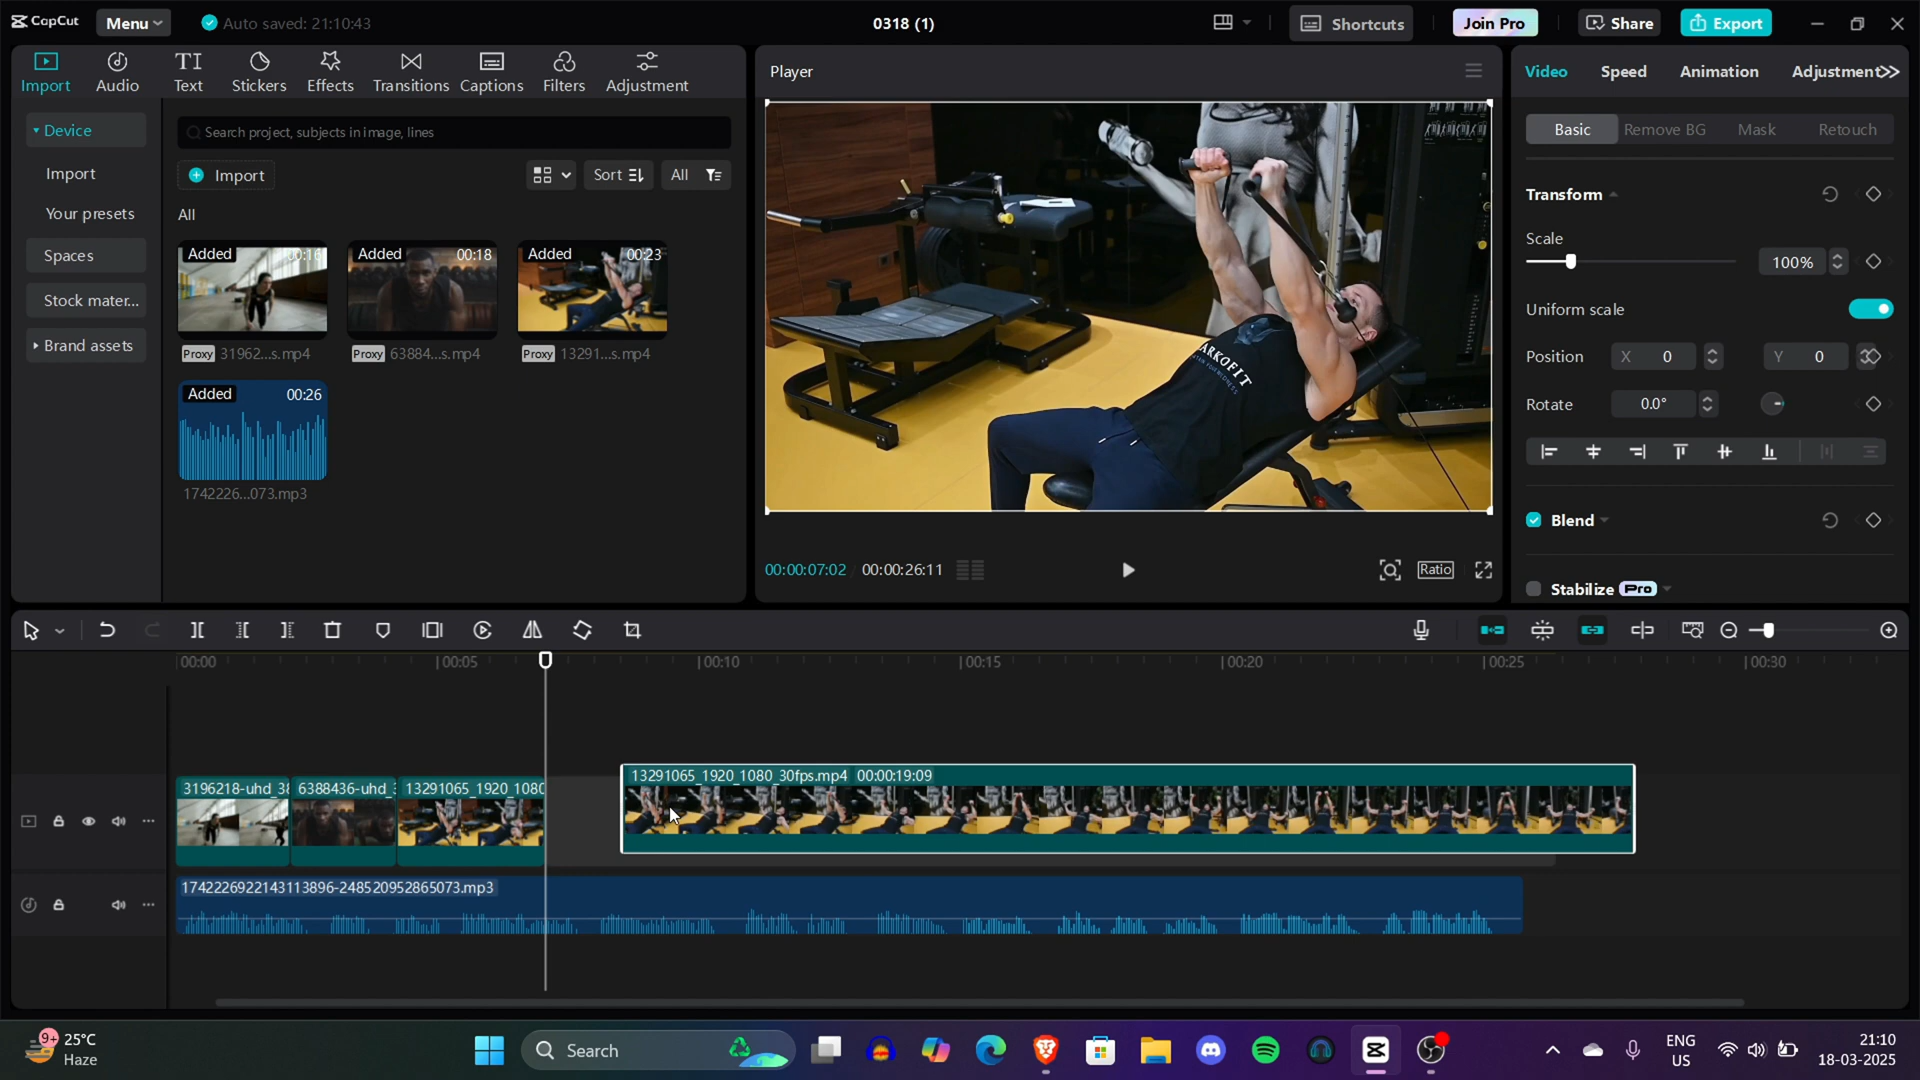 CapCut
Menu
Auto saved: 21:10:43
0318 (1)
Shortcuts
Join Pro
Share
Export
Import
Audio
Text
Stickers
Effects
Transitions
Captions
Filters
Adjustment
Player
Video
Speed
Animation
Adjustment
Device
Import
Your presets
Spaces
Stock mater...
Brand assets
Search project, subjects in image, lines
Import
Sort
All
All
Added 00:16
Added 00:18
Added 00:23
Proxy 31962...s.mp4
Proxy 63884...s.mp4
Proxy 13291...s.mp4
Added 00:26
1742226...073.mp3
ARKOFIT
00:00:07:02
00:00:26:11
Ratio
Basic
Remove BG
Mask
Retouch
Transform
Scale
100%
Uniform scale
Position X 0 Y 0
Rotate 0.0°
Blend
Stabilize Pro
00:00
00:05
00:10
00:15
00:20
00:25
00:30
3196218-uhd_38
6388436-uhd_3
13291065_1920_1080
13291065_1920_1080_30fps.mp4 00:00:19:09
1742226922143113896-248520952865073.mp3
9+
25°C
Haze
Search
ENG
US
21:10
18-03-2025